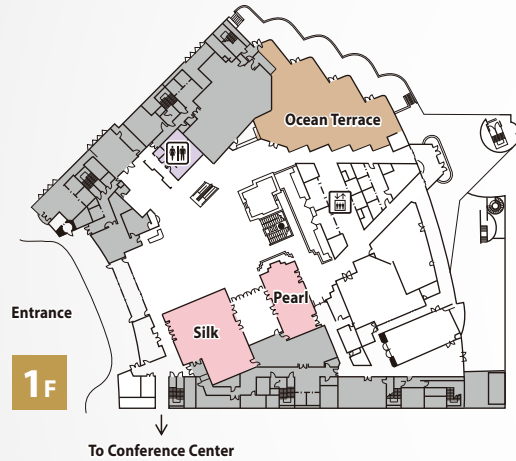 Ocean Terrace
Pearl
Silk
Entrance
1F
To Conference Center